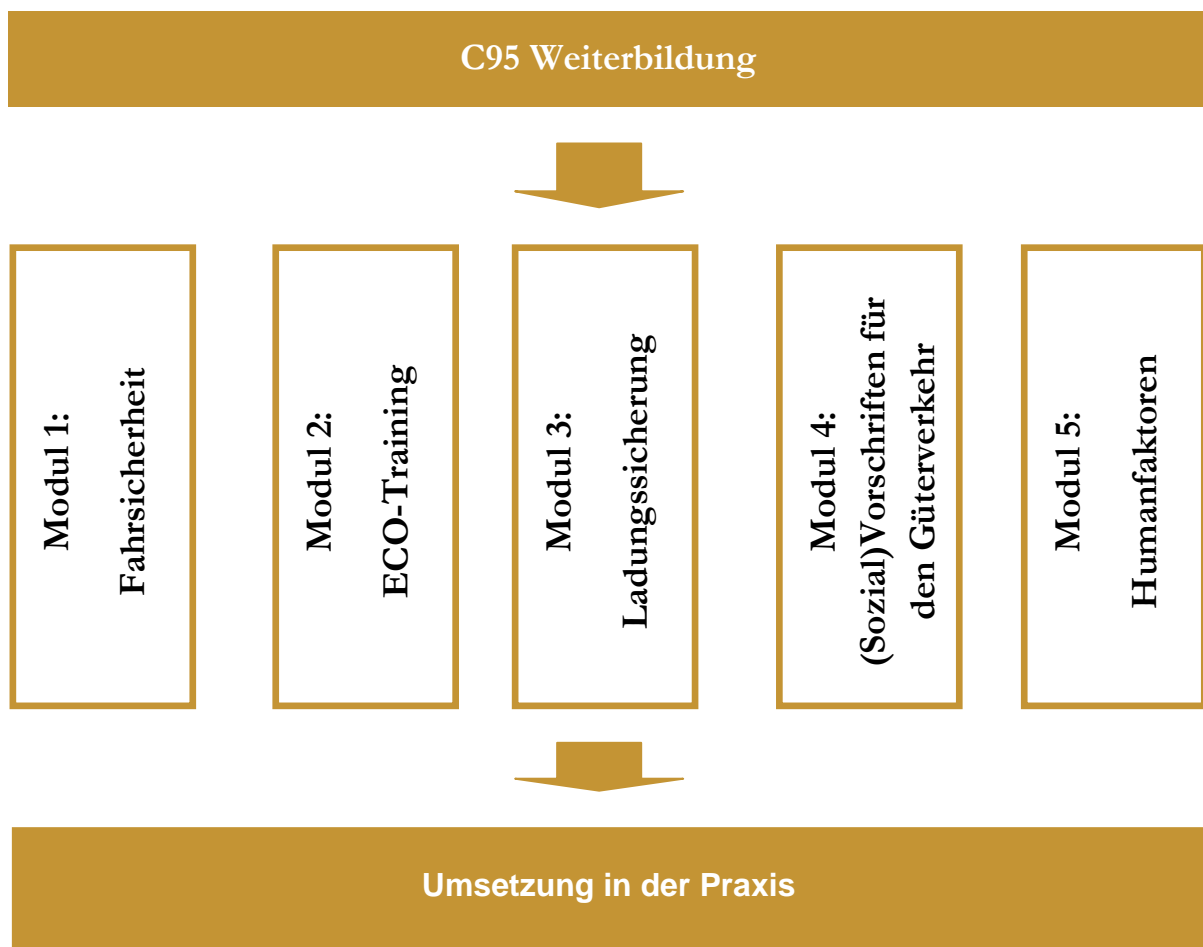 C95 Weiterbildung
Modul 1:
Fahrsicherheit
Modul 2:
ECO-Training
Modul 3:
Ladungssicherung
Modul 4:
(Sozial)Vorschriften für
den Güterverkehr
Modul 5:
Humanfaktoren
Umsetzung in der Praxis